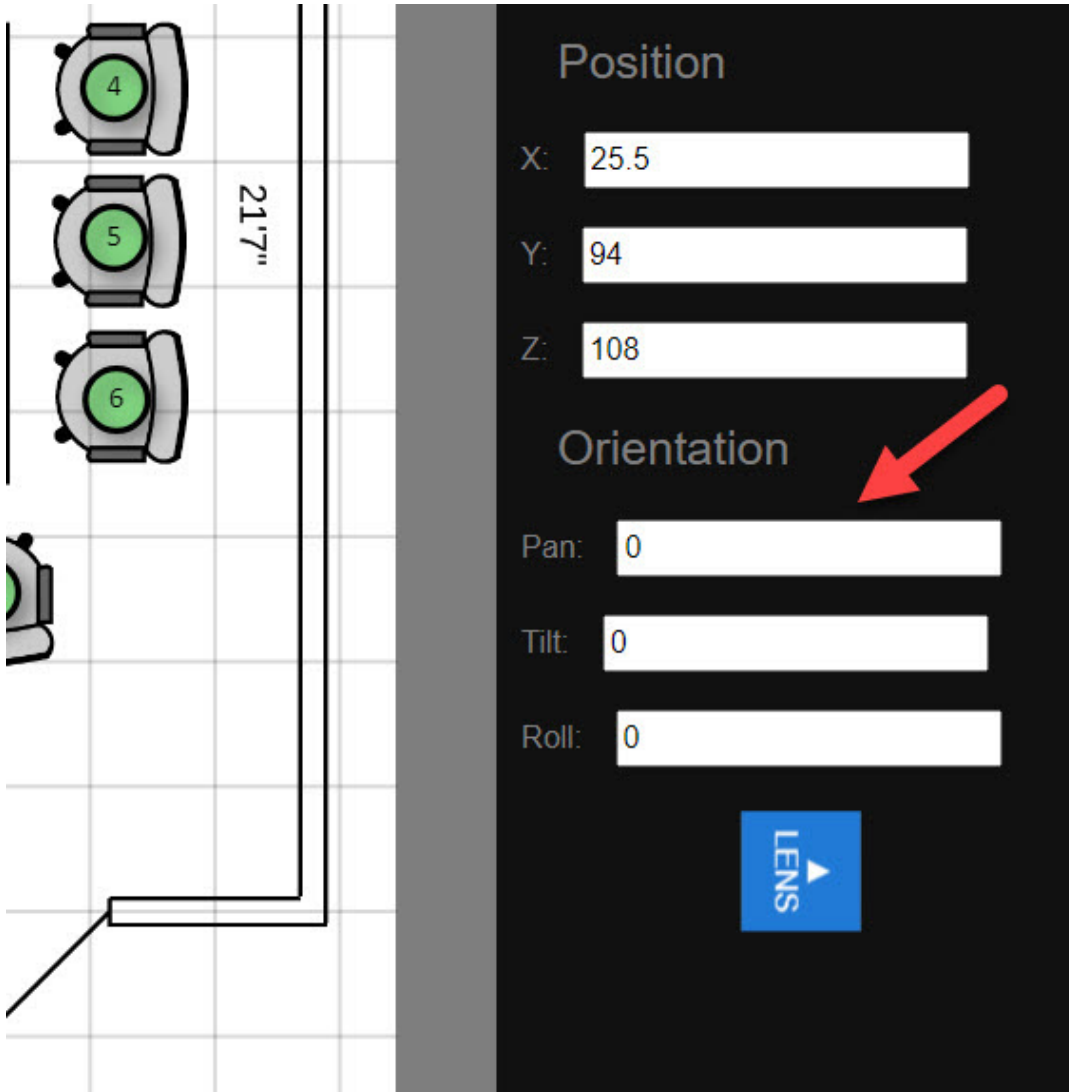 4
5
6
21'7"
Position
X: 25.5
Y: 94
Z: 108
Orientation
Pan: 0
Tilt: 0
Roll: 0
LENS